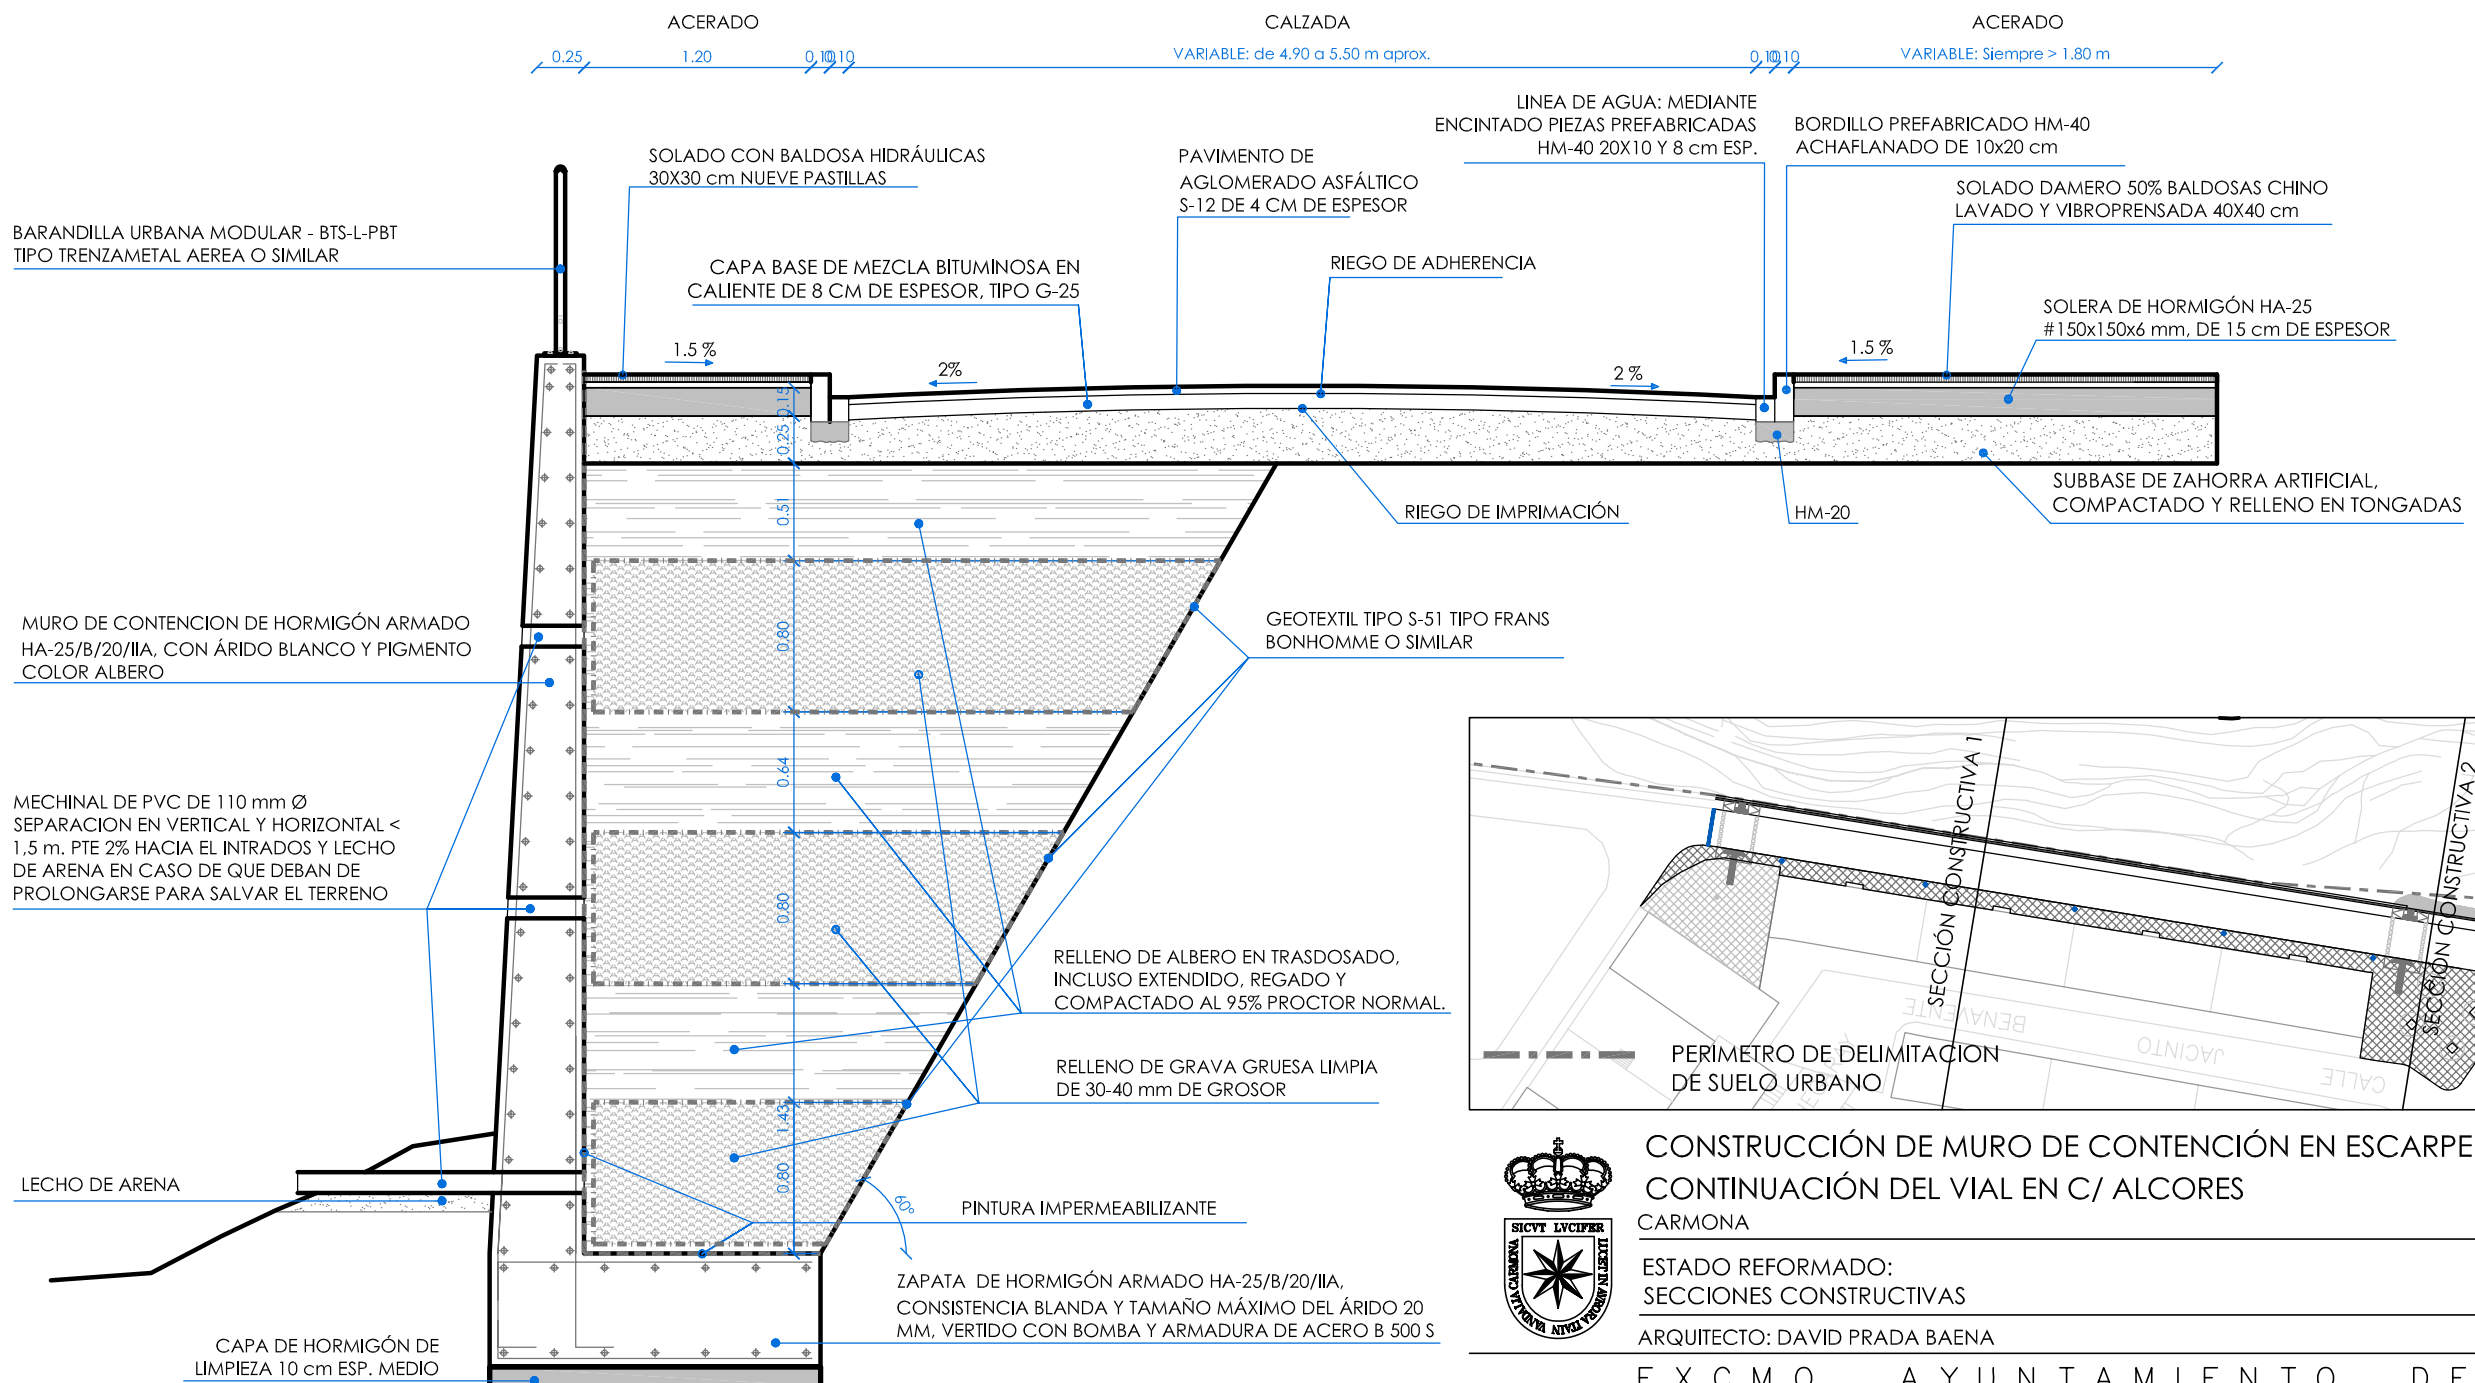 ACERADO
CALZADA
ACERADO
0.25
1.20
0.10
0.10
VARIABLE: de 4.90 a 5.50 m aprox.
0.10
0.10
VARIABLE: Siempre > 1.80 m
LINEA DE AGUA: MEDIANTE
ENCINTADO PIEZAS PREFABRICADAS
HM-40 20X10 Y 8 cm ESP.
BORDILLO PREFABRICADO HM-40
ACHAFLANADO DE 10x20 cm
SOLADO CON BALDOSA HIDRÁULICAS
30X30 cm NUEVE PASTILLAS
PAVIMENTO DE
AGLOMERADO ASFÁLTICO
S-12 DE 4 CM DE ESPESOR
SOLADO DAMERO 50% BALDOSAS CHINO
LAVADO Y VIBROPRENSADA 40X40 cm
BARANDILLA URBANA MODULAR - BTS-L-PBT
TIPO TRENZAMETAL AEREA O SIMILAR
CAPA BASE DE MEZCLA BITUMINOSA EN
CALIENTE DE 8 CM DE ESPESOR, TIPO G-25
RIEGO DE ADHERENCIA
SOLERA DE HORMIGÓN HA-25
#150x150x6 mm, DE 15 cm DE ESPESOR
1.5 %
2%
2 %
1.5 %
0.15
0.25
0.51
0.80
0.64
0.80
1.43
0.80
60º
RIEGO DE IMPRIMACIÓN
HM-20
SUBBASE DE ZAHORRA ARTIFICIAL,
COMPACTADO Y RELLENO EN TONGADAS
MURO DE CONTENCION DE HORMIGÓN ARMADO
HA-25/B/20/IIA, CON ÁRIDO BLANCO Y PIGMENTO
COLOR ALBERO
GEOTEXTIL TIPO S-51 TIPO FRANS
BONHOMME O SIMILAR
MECHINAL DE PVC DE 110 mm Ø
SEPARACION EN VERTICAL Y HORIZONTAL <
1,5 m. PTE 2% HACIA EL INTRADOS Y LECHO
DE ARENA EN CASO DE QUE DEBAN DE
PROLONGARSE PARA SALVAR EL TERRENO
RELLENO DE ALBERO EN TRASDOSADO,
INCLUSO EXTENDIDO, REGADO Y
COMPACTADO AL 95% PROCTOR NORMAL.
RELLENO DE GRAVA GRUESA LIMPIA
DE 30-40 mm DE GROSOR
LECHO DE ARENA
PINTURA IMPERMEABILIZANTE
ZAPATA DE HORMIGÓN ARMADO HA-25/B/20/IIA,
CONSISTENCIA BLANDA Y TAMAÑO MÁXIMO DEL ÁRIDO 20
MM, VERTIDO CON BOMBA Y ARMADURA DE ACERO B 500 S
CAPA DE HORMIGÓN DE
LIMPIEZA 10 cm ESP. MEDIO
SECCIÓN CONSTRUCTIVA 1
SECCIÓN CONSTRUCTIVA 2
CALLE
JACINTO
BENAVENTE
PERIMETRO DE DELIMITACION
DE SUELO URBANO
SICVT LVCIFER
CONSTRUCCIÓN DE MURO DE CONTENCIÓN EN ESCARPE
CONTINUACIÓN DEL VIAL EN C/ ALCORES
CARMONA
ESTADO REFORMADO:
SECCIONES CONSTRUCTIVAS
ARQUITECTO: DAVID PRADA BAENA
EXCMO. AYUNTAMIENTO DE